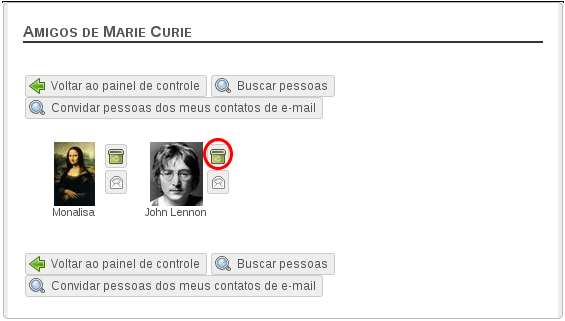 Amigos de Marie Curie
Voltar ao painel de controle Buscar pessoas
Convidar pessoas dos meus contatos de e-mail
Monalisa John Lennon
Voltar ao painel de controle Buscar pessoas
Convidar pessoas dos meus contatos de e-mail